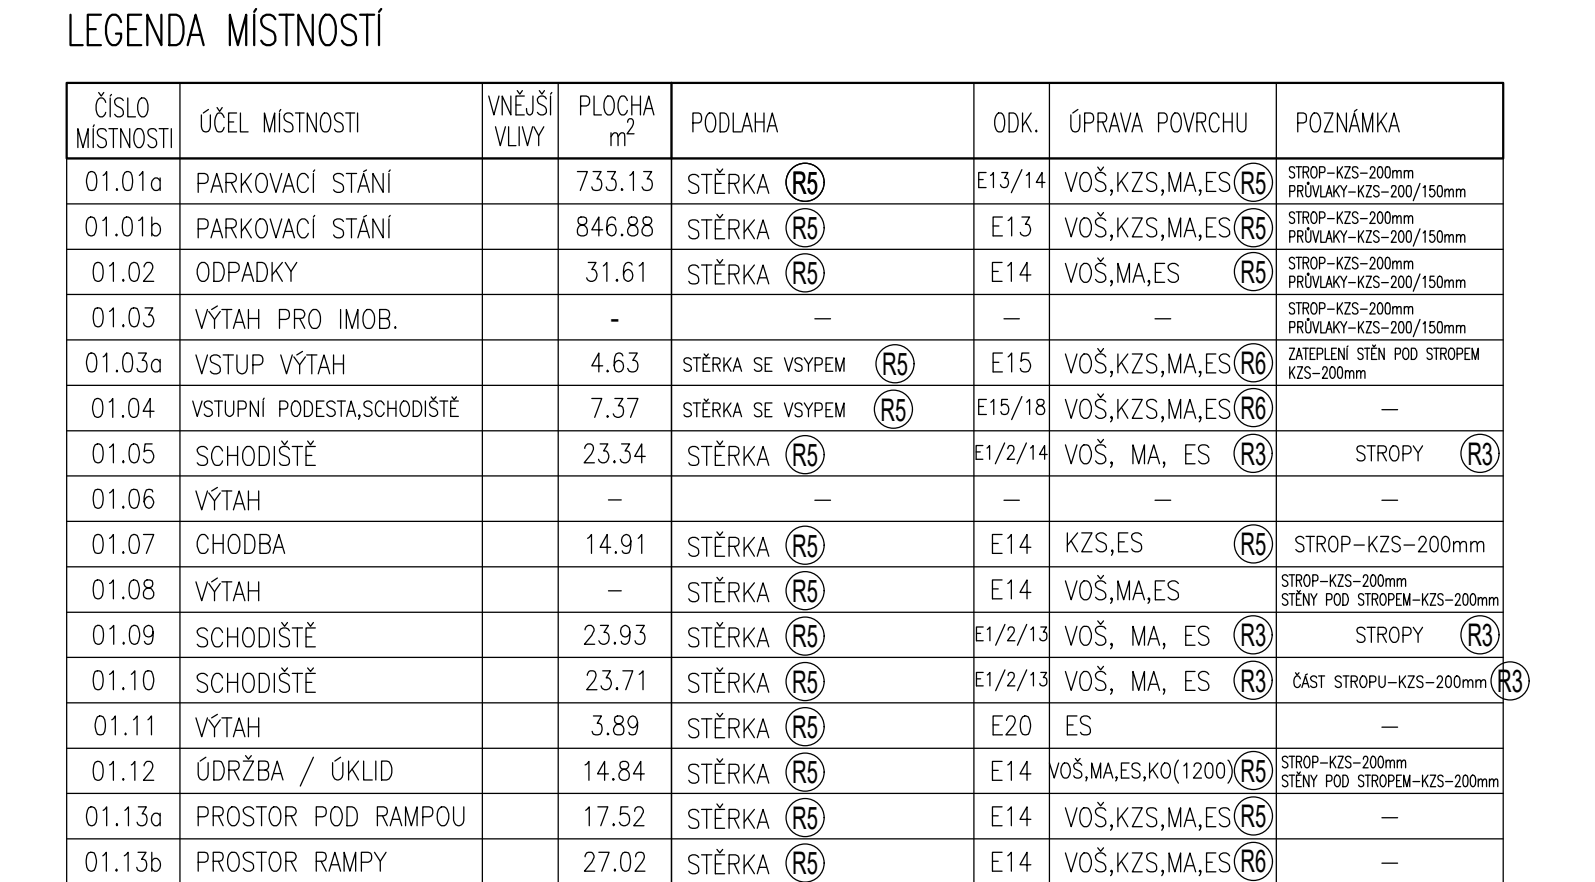 LEGENDA MÍSTNOSTÍ
ČÍSLO MÍSTNOSTI ÚČEL MÍSTNOSTI VNĚJŠÍ VLIVY PLOCHA m2 PODLAHA ODK. ÚPRAVA POVRCHU POZNÁMKA
01.01a PARKOVACÍ STÁNÍ 733.13 STĚRKA R5 E13/14 VOŠ,KZS,MA,ES R5 STROP-KZS-200mm
PRŮVLAKY-KZS-200/150mm
01.01b PARKOVACÍ STÁNÍ 846.88 STĚRKA R5 E13 VOŠ,KZS,MA,ES R5 STROP-KZS-200mm
PRŮVLAKY-KZS-200/150mm
01.02 ODPADKY 31.61 STĚRKA R5 E14 VOŠ,MA,ES R5 STROP-KZS-200mm
PRŮVLAKY-KZS-200/150mm
01.03 VÝTAH PRO IMOB. - — — — STROP-KZS-200mm
PRŮVLAKY-KZS-200/150mm
01.03a VSTUP VÝTAH 4.63 STĚRKA SE VSYPEM R5 E15 VOŠ,KZS,MA,ES R6 ZATEPLENÍ STĚN POD STROPEM
KZS-200mm
01.04 VSTUPNÍ PODESTA,SCHODIŠTĚ 7.37 STĚRKA SE VSYPEM R5 E15/18 VOŠ,KZS,MA,ES R6 —
01.05 SCHODIŠTĚ 23.34 STĚRKA R5 E1/2/14 VOŠ, MA, ES R3 STROPY R3
01.06 VÝTAH — — — — —
01.07 CHODBA 14.91 STĚRKA R5 E14 KZS,ES R5 STROP-KZS-200mm
01.08 VÝTAH — STĚRKA R5 E14 VOŠ,MA,ES STROP-KZS-200mm
STĚNY POD STROPEM-KZS-200mm
01.09 SCHODIŠTĚ 23.93 STĚRKA R5 E1/2/13 VOŠ, MA, ES R3 STROPY R3
01.10 SCHODIŠTĚ 23.71 STĚRKA R5 E1/2/13 VOŠ, MA, ES R3 ČÁST STROPU-KZS-200mm R3
01.11 VÝTAH 3.89 STĚRKA R5 E20 ES —
01.12 ÚDRŽBA / ÚKLID 14.84 STĚRKA R5 E14 VOŠ,MA,ES,KO(1200) R5 STROP-KZS-200mm
STĚNY POD STROPEM-KZS-200mm
01.13a PROSTOR POD RAMPOU 17.52 STĚRKA R5 E14 VOŠ,KZS,MA,ES R5 —
01.13b PROSTOR RAMPY 27.02 STĚRKA R5 E14 VOŠ,KZS,MA,ES R6 —